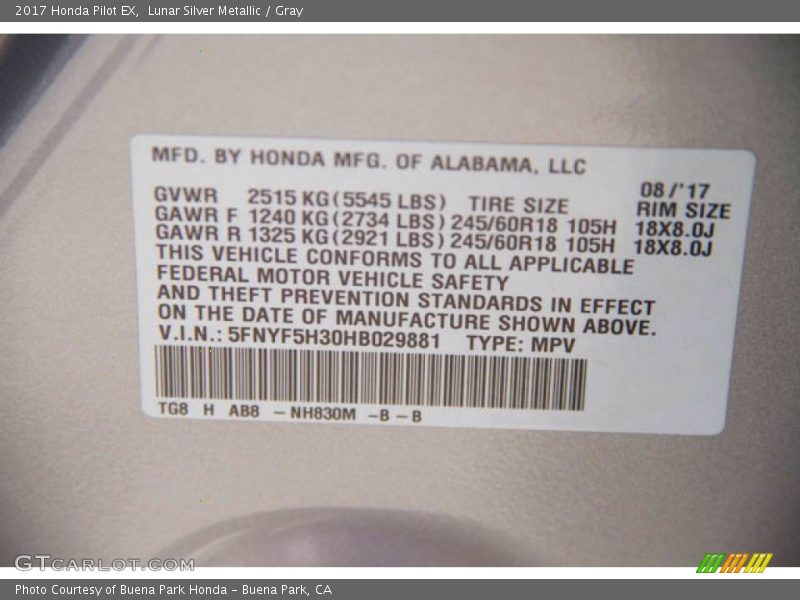 2017 Honda Pilot EX, Lunar Silver Metallic / Gray
MFD. BY HONDA MFG. OF ALABAMA, LLC
08/'17
GVWR 2515 KG(5545 LBS) TIRE SIZE RIM SIZE
GAWR F 1240 KG(2734 LBS) 245/60R18 105H 18X8.0J
GAWR R 1325 KG(2921 LBS) 245/60R18 105H 18X8.0J
THIS VEHICLE CONFORMS TO ALL APPLICABLE
FEDERAL MOTOR VEHICLE SAFETY
AND THEFT PREVENTION STANDARDS IN EFFECT
ON THE DATE OF MANUFACTURE SHOWN ABOVE.
V.I.N.: 5FNYF5H30HB029881 TYPE: MPV
TG8 H AB8 - NH830M -B - B
GTCARLOT.COM
Photo Courtesy of Buena Park Honda - Buena Park, CA